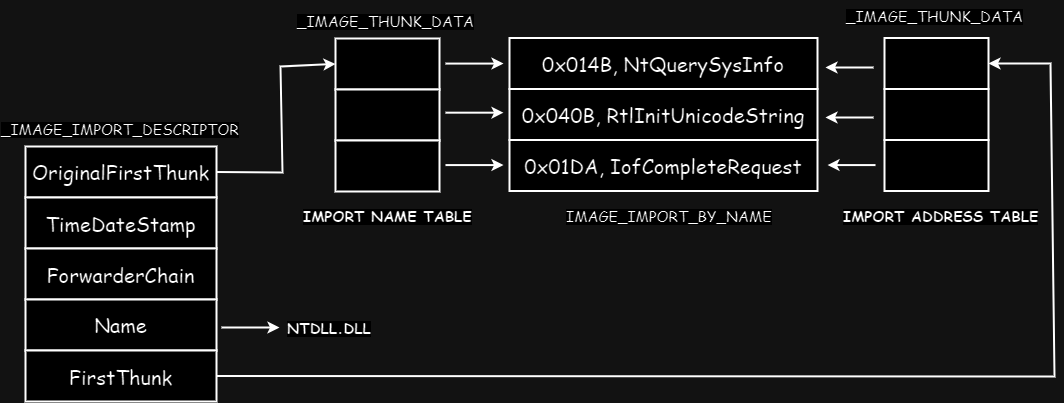 _IMAGE_THUNK_DATA
_IMAGE_THUNK_DATA
0x014B, NtQuerySysInfo
0x040B, RtlInitUnicodeString
0x01DA, IofCompleteRequest
IMPORT NAME TABLE
IMAGE_IMPORT_BY_NAME
IMPORT ADDRESS TABLE
_IMAGE_IMPORT_DESCRIPTOR
OriginalFirstThunk
TimeDateStamp
ForwarderChain
Name
NTDLL.DLL
FirstThunk